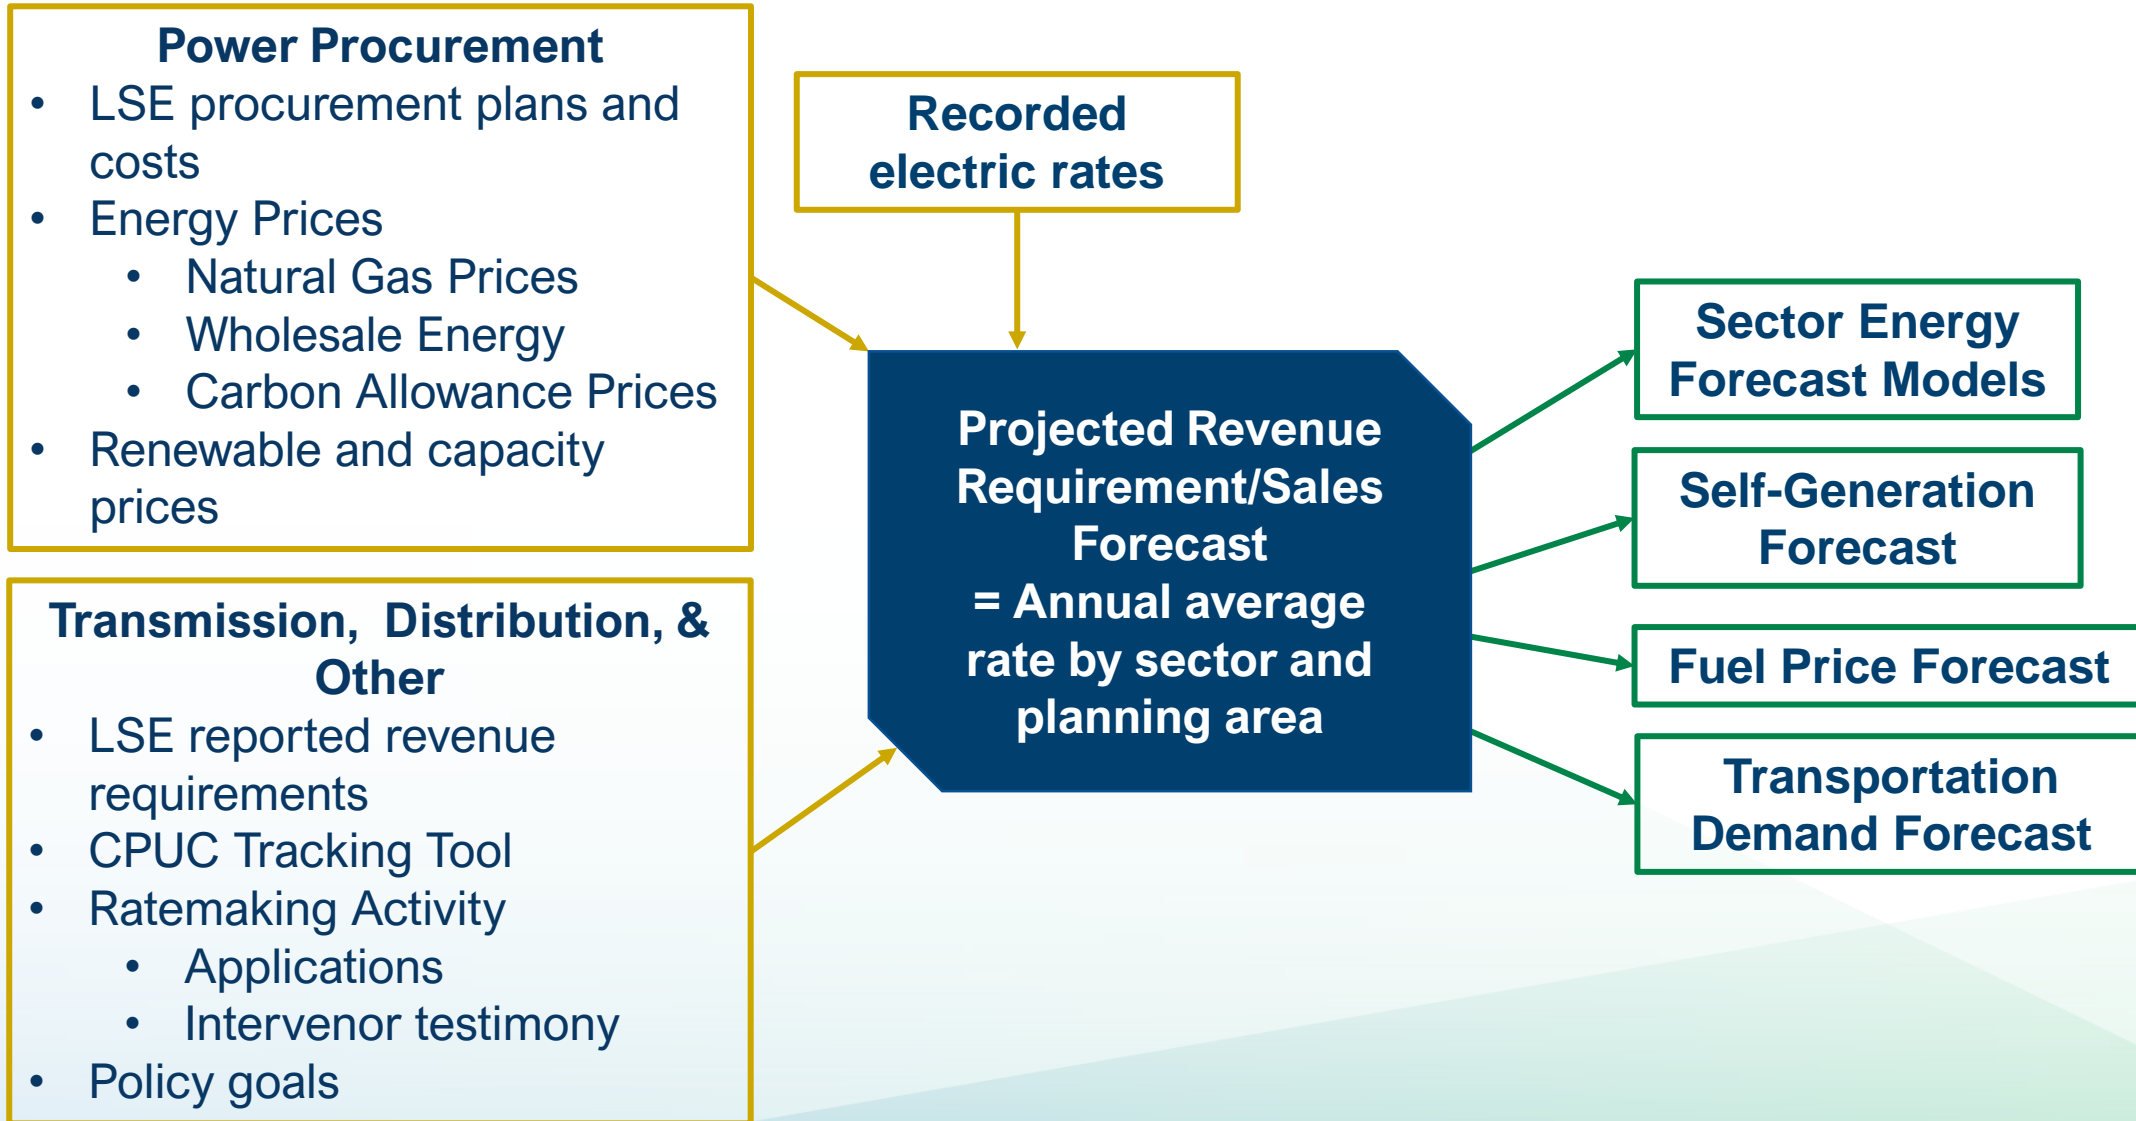 Power Procurement
• LSE procurement plans and
costs
• Energy Prices
• Natural Gas Prices
• Wholesale Energy
• Carbon Allowance Prices
• Renewable and capacity
prices
Transmission, Distribution, &
Other
• LSE reported revenue
requirements
• CPUC Tracking Tool
• Ratemaking Activity
• Applications
• Intervenor testimony
• Policy goals
Recorded
electric rates
Projected Revenue
Requirement/Sales
Forecast
= Annual average
rate by sector and
planning area
Sector Energy
Forecast Models
Self-Generation
Forecast
Fuel Price Forecast
Transportation
Demand Forecast